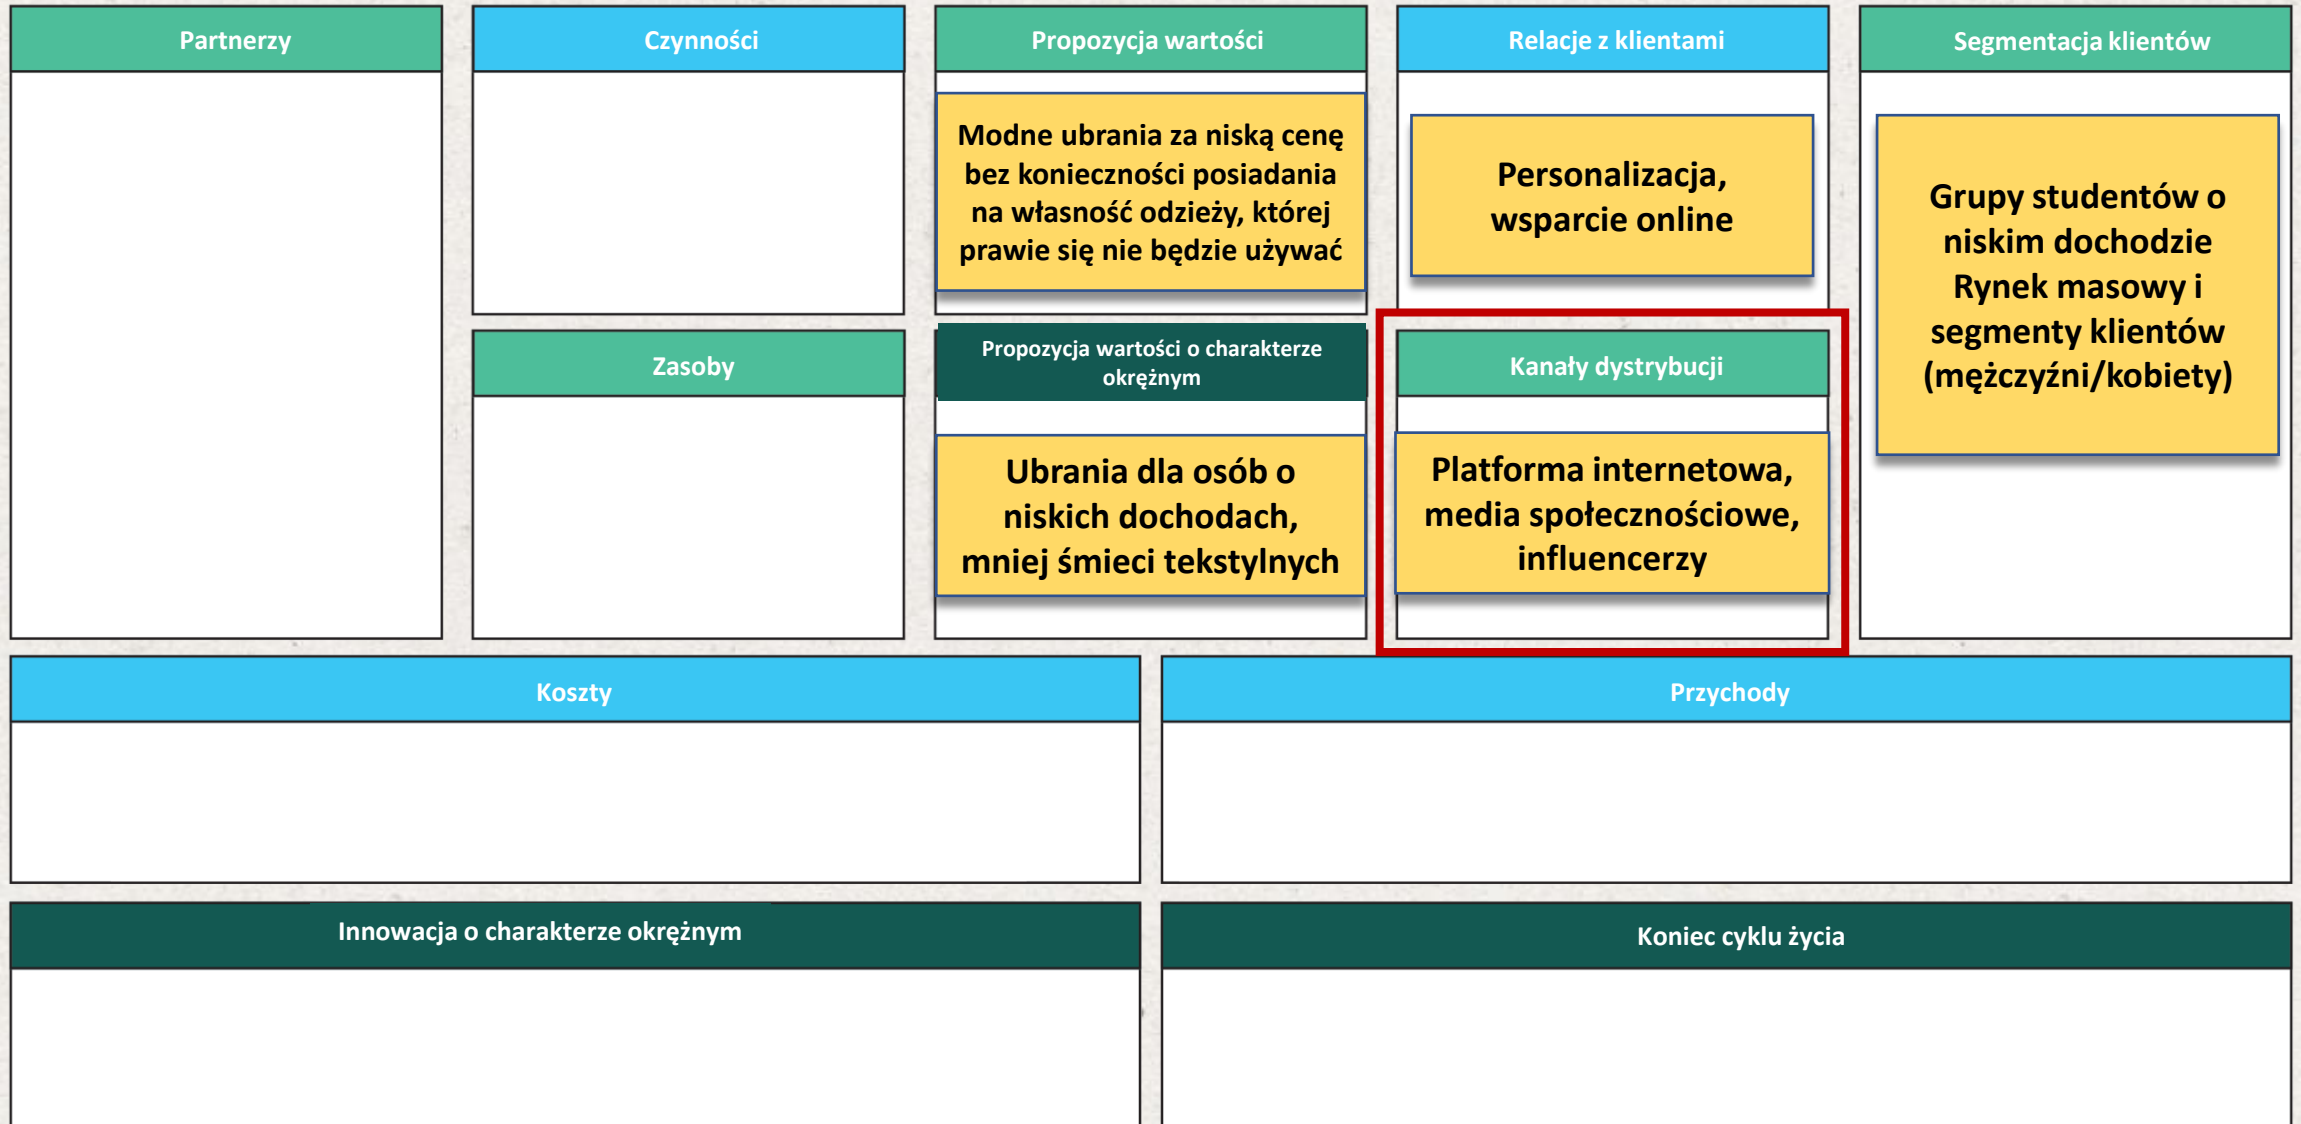 Partnerzy
Czynności
Propozycja wartości
Relacje z klientami
Segmentacja klientów
Modne ubrania za niską cenę
bez konieczności posiadania
na własność odzieży, której
prawie się nie będzie używać
Personalizacja,
wsparcie online
Grupy studentów o
niskim dochodzie
Rynek masowy i
segmenty klientów
(mężczyźni/kobiety)
Zasoby
Propozycja wartości o charakterze
okrężnym
Kanały dystrybucji
Ubrania dla osób o
niskich dochodach,
mniej śmieci tekstylnych
Platforma internetowa,
media społecznościowe,
influencerzy
Koszty
Przychody
Innowacja o charakterze okrężnym
Koniec cyklu życia